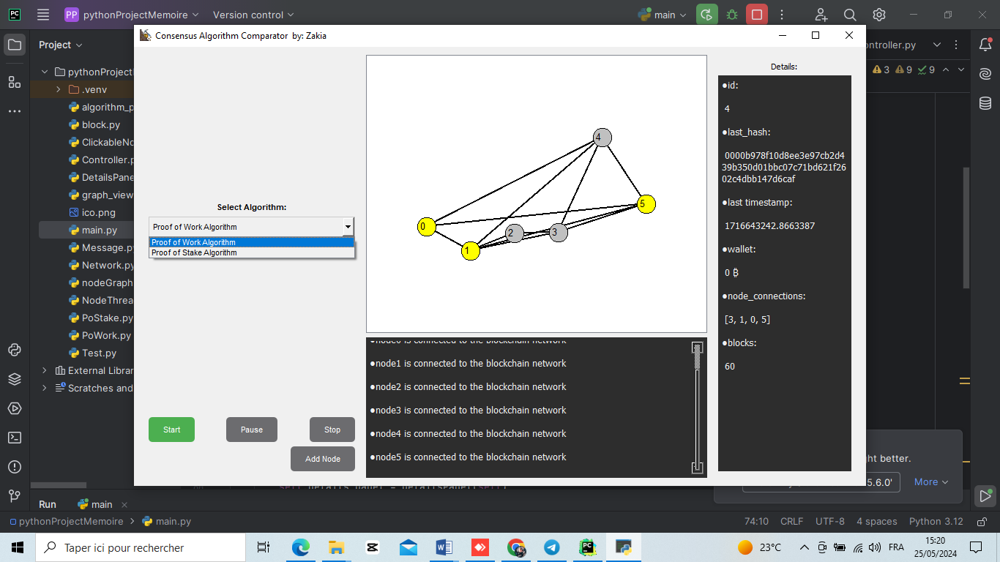 PC
PP
pythonProjectMemoire
Version control
main
Consensus Algorithm Comparator by: Zakia
Project
pythonProject
.venv
algorithm_p
block.py
ClickableNo
Controller.p
DetailsPane
graph_view
ico.png
main.py
Message.py
Network.py
nodeGraph
NodeThrea
PoStake.py
PoWork.py
Test.py
External Librar
Scratches and
Select Algorithm:
Proof of Work Algorithm
Proof of Work Algorithm
Proof of Stake Algorithm
Start
Pause
Stop
Add Node
4
5
0
2
3
1
●node0 is connected to the blockchain network
●node1 is connected to the blockchain network
●node2 is connected to the blockchain network
●node3 is connected to the blockchain network
●node4 is connected to the blockchain network
●node5 is connected to the blockchain network
Details:
●id:
4
●last_hash:
0000b978f10d8ee3e97cb2d4
39b350d01bbc07c71bd621f26
02c4dbb147d6caf
●last timestamp:
1716643242.8663387
●wallet:
0 ₿
●node_connections:
[3, 1, 0, 5]
●blocks:
60
ontroller.py
3 9 9
ght better.
5.6.0'
More
Run
main
pythonProjectMemoire > main.py
74:10
CRLF
UTF-8
4 spaces
Python 3.12
Taper ici pour rechercher
23°C
FRA
15:20
25/05/2024